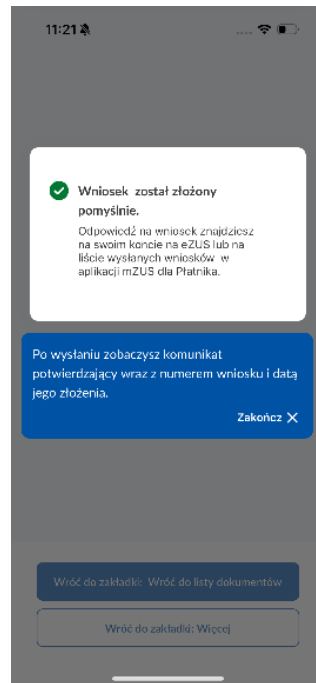 11:21
Wniosek został złożony
pomyślnie.
Odpowiedź na wniosek znajdziesz
na swoim koncie na eZUS lub na
liście wysłanych wniosków w
aplikacji mZUS dla Płatnika.
Po wysłaniu zobaczysz komunikat
potwierdzający wraz z numerem wniosku i datą
jego złożenia.
Zakończ
Wróć do zakładki: Wróć do listy dokumentów
Wróć do zakładki: Więcej